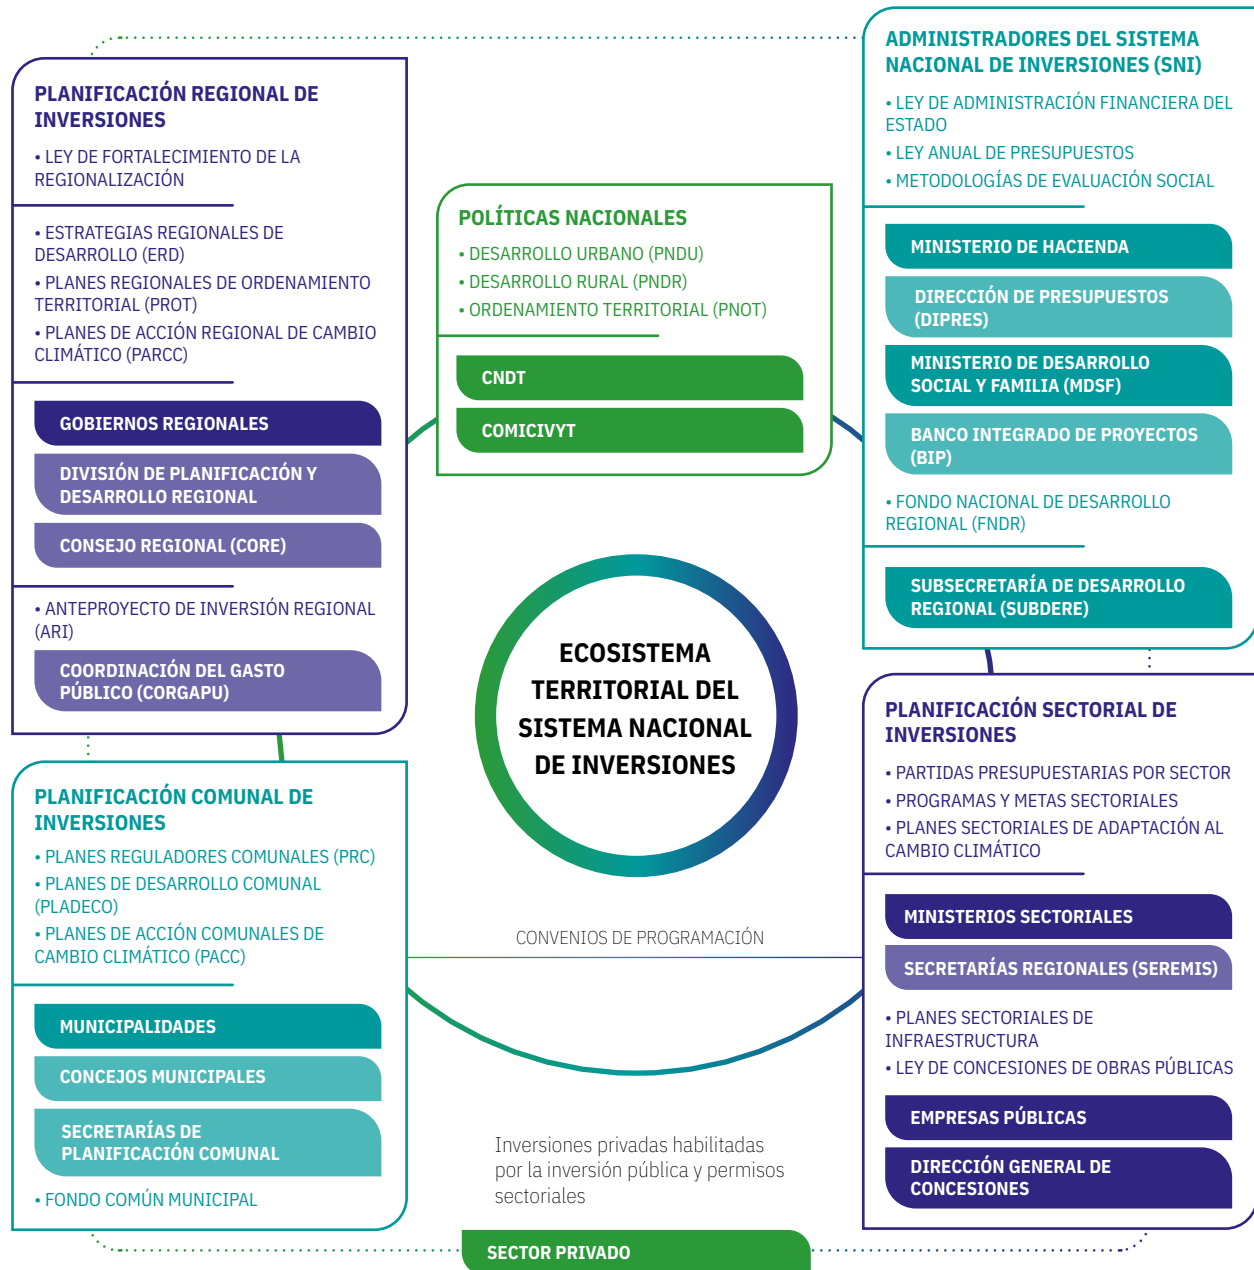 PLANIFICACIÓN REGIONAL DE
INVERSIONES
• LEY DE FORTALECIMIENTO DE LA
REGIONALIZACIÓN
• ESTRATEGIAS REGIONALES DE
DESARROLLO (ERD)
• PLANES REGIONALES DE ORDENAMIENTO
TERRITORIAL (PROT)
• PLANES DE ACCIÓN REGIONAL DE CAMBIO
CLIMÁTICO (PARCC)
GOBIERNOS REGIONALES
DIVISIÓN DE PLANIFICACIÓN Y
DESARROLLO REGIONAL
CONSEJO REGIONAL (CORE)
• ANTEPROYECTO DE INVERSIÓN REGIONAL
(ARI)
COORDINACIÓN DEL GASTO
PÚBLICO (CORGAPU)
POLÍTICAS NACIONALES
• DESARROLLO URBANO (PNDU)
• DESARROLLO RURAL (PNDR)
• ORDENAMIENTO TERRITORIAL (PNOT)
CNDT
COMICIVYT
ADMINISTRADORES DEL SISTEMA
NACIONAL DE INVERSIONES (SNI)
• LEY DE ADMINISTRACIÓN FINANCIERA DEL
ESTADO
• LEY ANUAL DE PRESUPUESTOS
• METODOLOGÍAS DE EVALUACIÓN SOCIAL
MINISTERIO DE HACIENDA
DIRECCIÓN DE PRESUPUESTOS
(DIPRES)
MINISTERIO DE DESARROLLO
SOCIAL Y FAMILIA (MDSF)
BANCO INTEGRADO DE PROYECTOS
(BIP)
• FONDO NACIONAL DE DESARROLLO
REGIONAL (FNDR)
SUBSECRETARÍA DE DESARROLLO
REGIONAL (SUBDERE)
ECOSISTEMA
TERRITORIAL DEL
SISTEMA NACIONAL
DE INVERSIONES
PLANIFICACIÓN COMUNAL DE
INVERSIONES
• PLANES REGULADORES COMUNALES (PRC)
• PLANES DE DESARROLLO COMUNAL
(PLADECO)
• PLANES DE ACCIÓN COMUNALES DE
CAMBIO CLIMÁTICO (PACC)
MUNICIPALIDADES
CONCEJOS MUNICIPALES
SECRETARÍAS DE
PLANIFICACIÓN COMUNAL
• FONDO COMÚN MUNICIPAL
CONVENIOS DE PROGRAMACIÓN
PLANIFICACIÓN SECTORIAL DE
INVERSIONES
• PARTIDAS PRESUPUESTARIAS POR SECTOR
• PROGRAMAS Y METAS SECTORIALES
• PLANES SECTORIALES DE ADAPTACIÓN AL
CAMBIO CLIMÁTICO
MINISTERIOS SECTORIALES
SECRETARÍAS REGIONALES (SEREMIS)
• PLANES SECTORIALES DE
INFRAESTRUCTURA
• LEY DE CONCESIONES DE OBRAS PÚBLICAS
EMPRESAS PÚBLICAS
DIRECCIÓN GENERAL DE
CONCESIONES
Inversiones privadas habilitadas
por la inversión pública y permisos
sectoriales
SECTOR PRIVADO